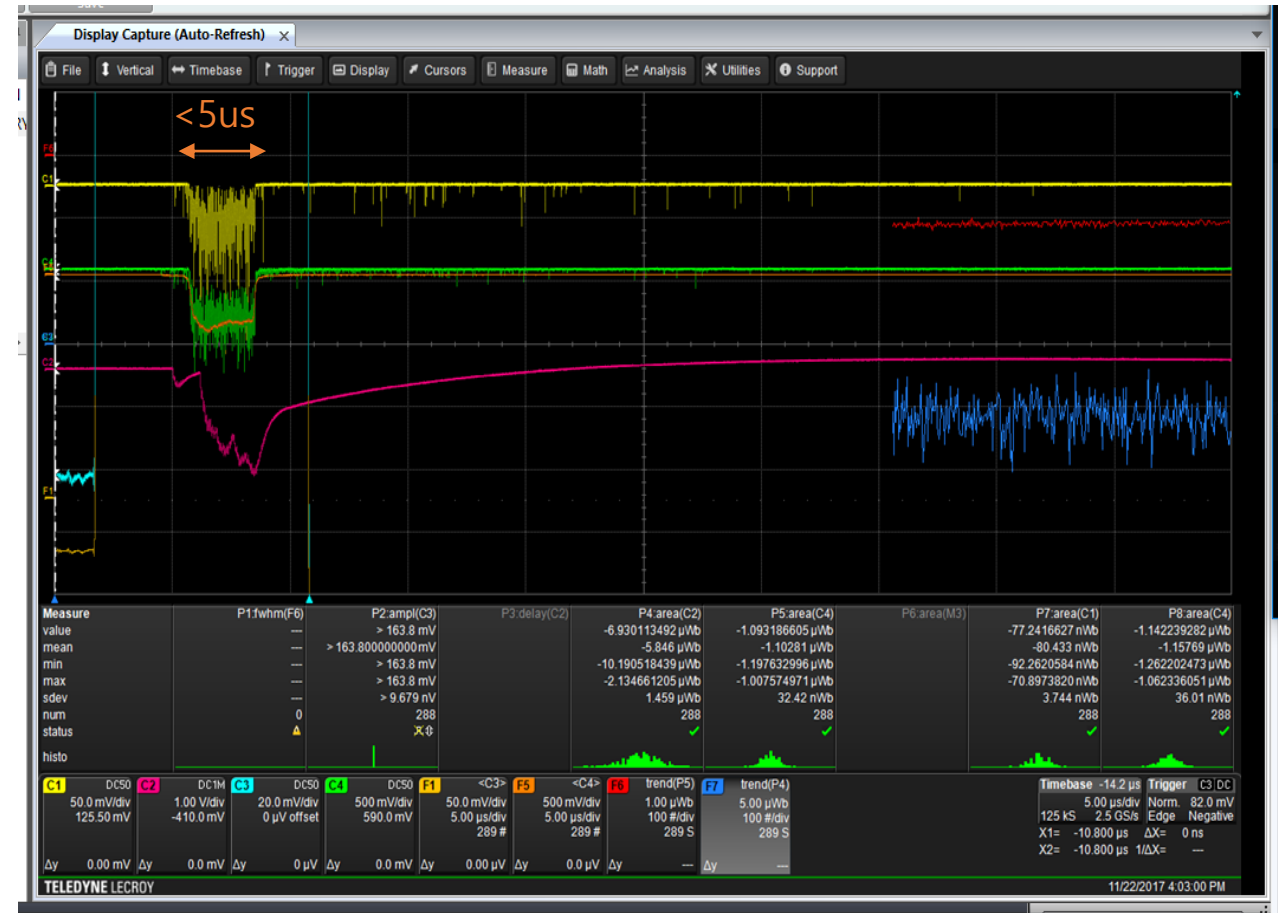 Display Capture (Auto-Refresh) ×
File Vertical Timebase Trigger Display Cursors Measure Math Analysis Utilities Support
<5us
F6
C1
C4
C3
C2
F1
Measure P1:fwhm(F6) P2:ampl(C3) P3:delay(C2) P4:area(C2) P5:area(C4) P6:area(M3) P7:area(C1) P8:area(C4)
value --- > 163.8 mV -6.930113492 µWb -1.093186605 µWb -77.2416627 nWb -1.142239282 µWb
mean --- > 163.800000000 mV -5.846 µWb -1.10281 µWb -80.433 nWb -1.15769 µWb
min --- > 163.8 mV -10.190518439 µWb -1.197632996 µWb -92.2620584 nWb -1.262202473 µWb
max --- > 163.8 mV -2.134661205 µWb -1.007574971 µWb -70.8973820 nWb -1.062336051 µWb
sdev --- > 9.679 nV 1.459 µWb 32.42 nWb 3.744 nWb 36.01 nWb
num 0 288 288 288 288 288
status
histo
C1 DC50 C2 DC1M C3 DC50 C4 DC50 F1 <C3> F5 <C4> F6 trend(P5) F7 trend(P4) Timebase -14.2 µs Trigger C3 DC
50.0 mV/div 1.00 V/div 20.0 mV/div 500 mV/div 50.0 mV/div 500 mV/div 1.00 µWb 5.00 µWb 5.00 µs/div Norm. 82.0 mV
125.50 mV -410.0 mV 0 µV offset 590.0 mV 5.00 µs/div 5.00 µs/div 100 #/div 100 #/div 125 kS 2.5 GS/s Edge Negative
289 # 289 # 289 S 289 S X1= -10.800 µs ΔX= 0 ns
X2= -10.800 µs 1/ΔX= ---
Δy 0.00 mV Δy 0.0 mV Δy 0 µV Δy 0.0 mV Δy 0.00 µV Δy 0.0 µV Δy --- Δy ---
TELEDYNE LECROY 11/22/2017 4:03:00 PM